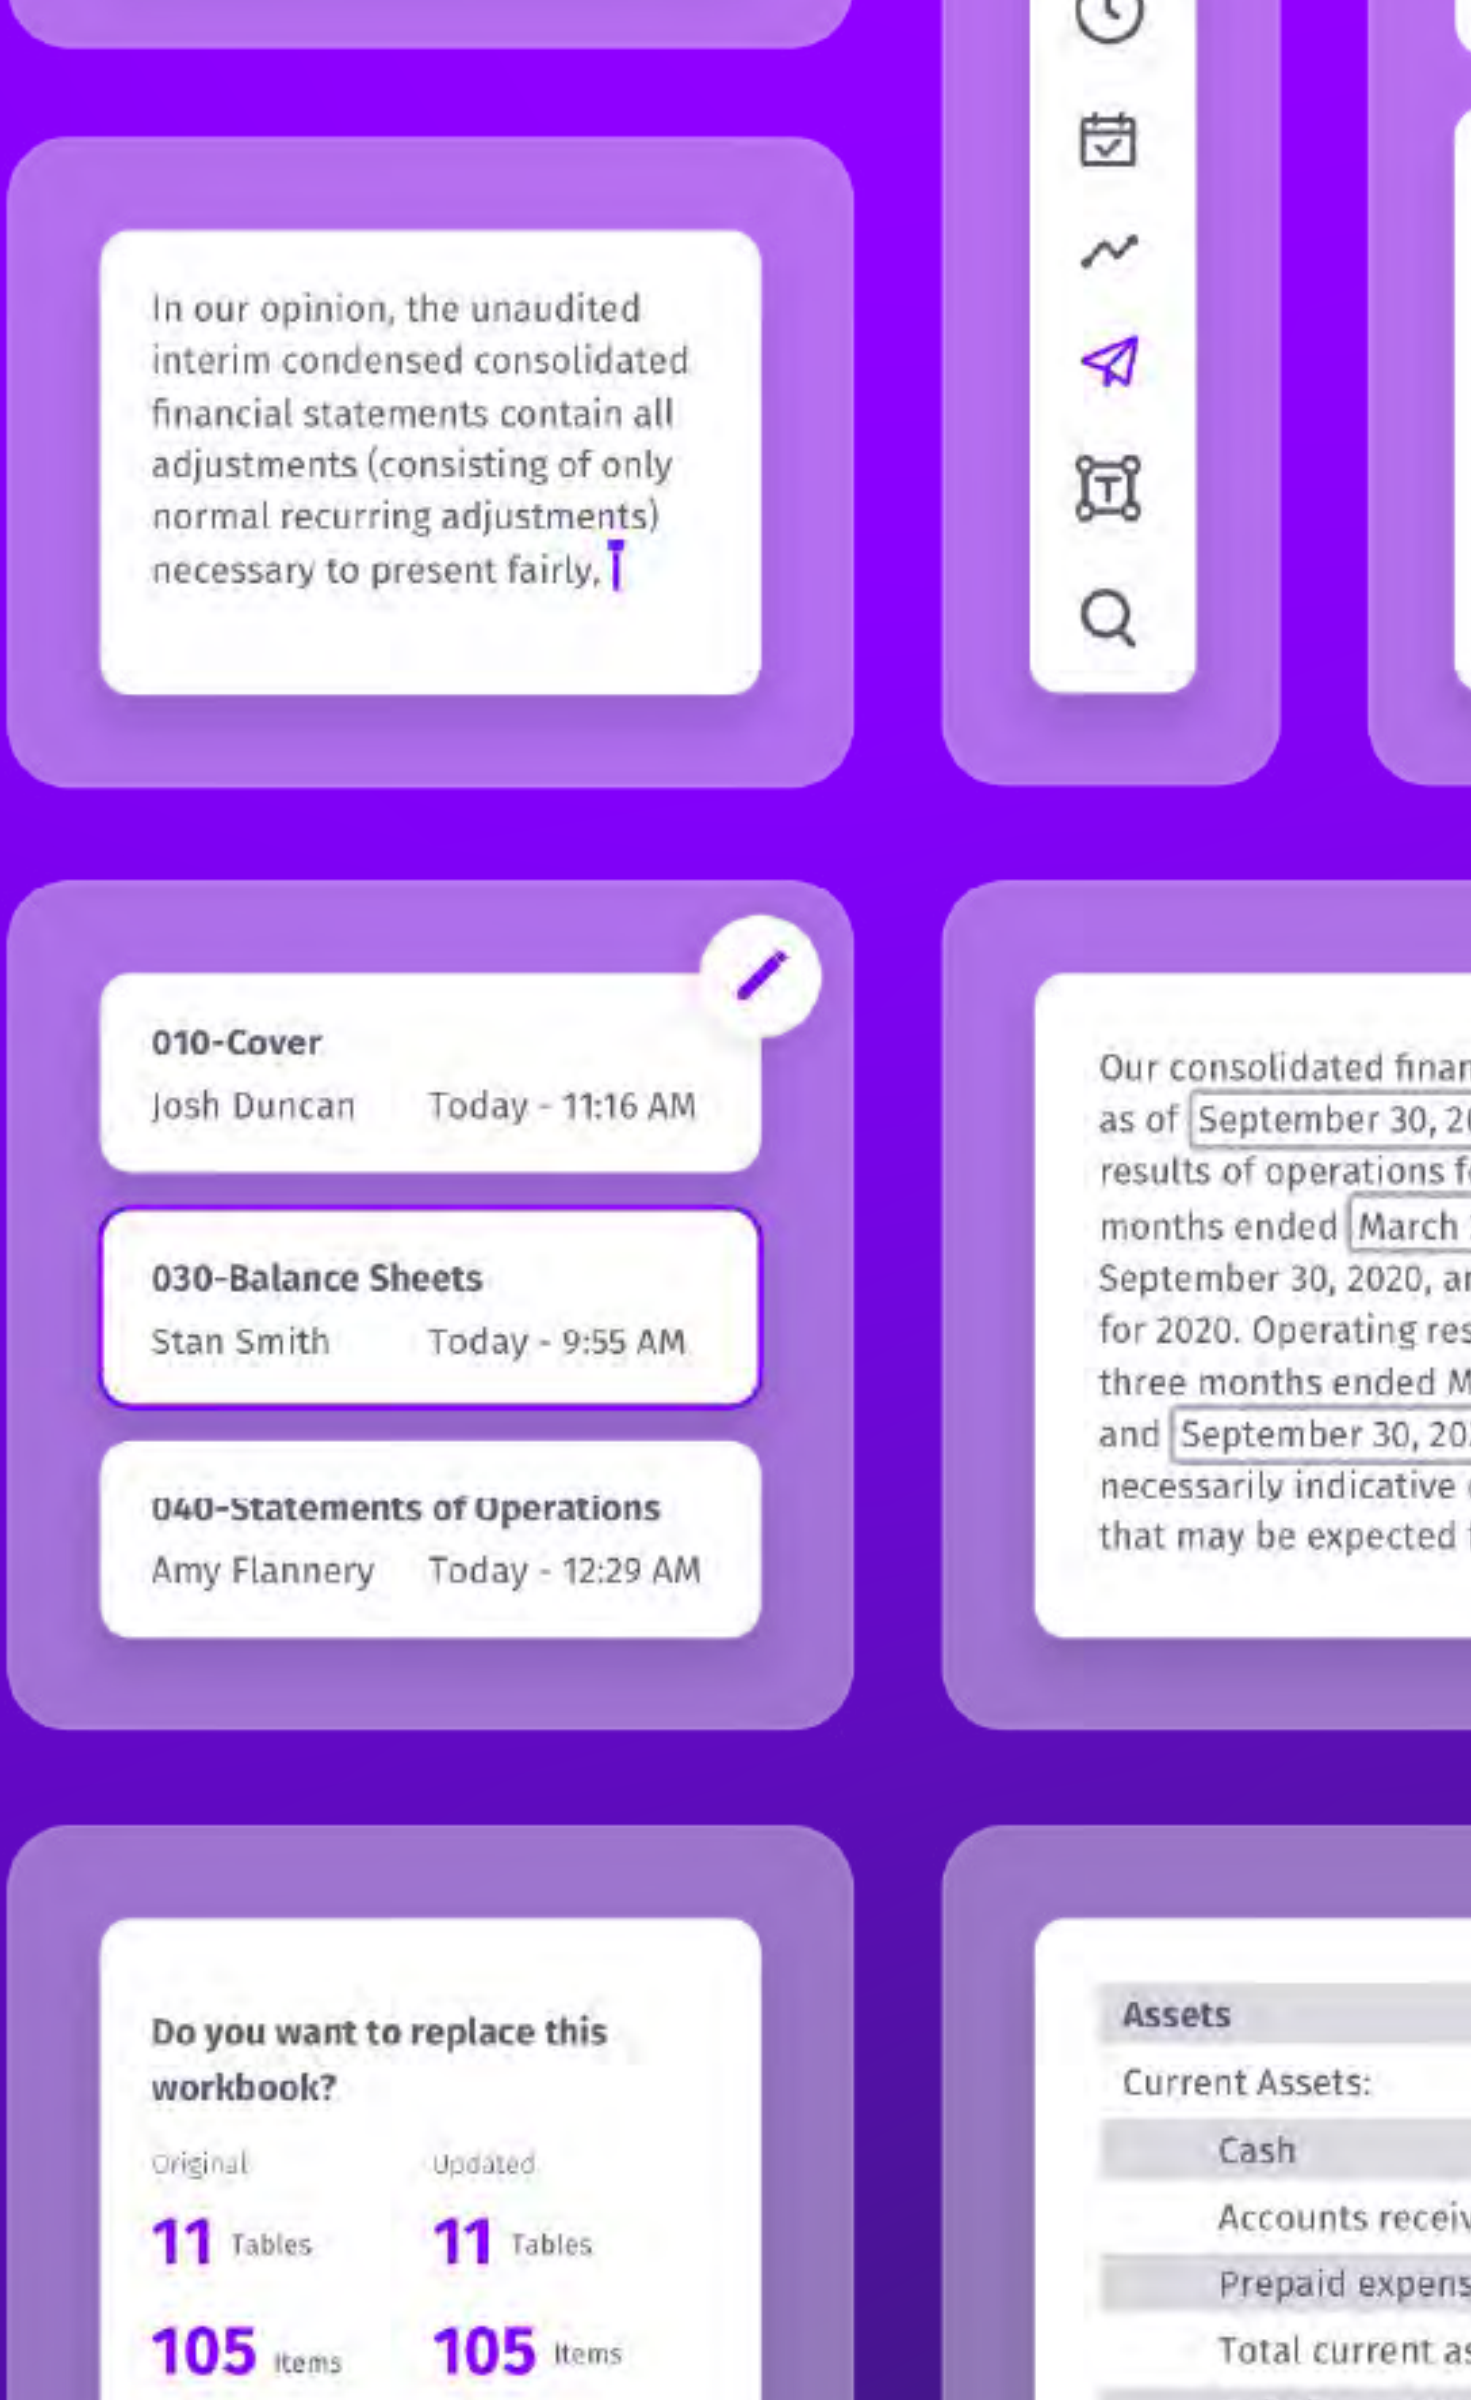 In our opinion, the unaudited
interim condensed consolidated
financial statements contain all
adjustments (consisting of only
normal recurring adjustments)
necessary to present fairly,
T
010-Cover
Josh Duncan Today - 11:16 AM
030-Balance Sheets
Stan Smith Today - 9:55 AM
040-Statements of Operations
Amy Flannery Today - 12:29 AM
Our consolidated finan
as of September 30, 20
results of operations f
months ended March
September 30, 2020, an
for 2020. Operating res
three months ended M
and September 30, 20
necessarily indicative
that may be expected
Do you want to replace this
workbook?
Original Updated
11 Tables 11 Tables
105 Items 105 Items
Assets
Current Assets:
Cash
Accounts receiv
Prepaid expens
Total current as